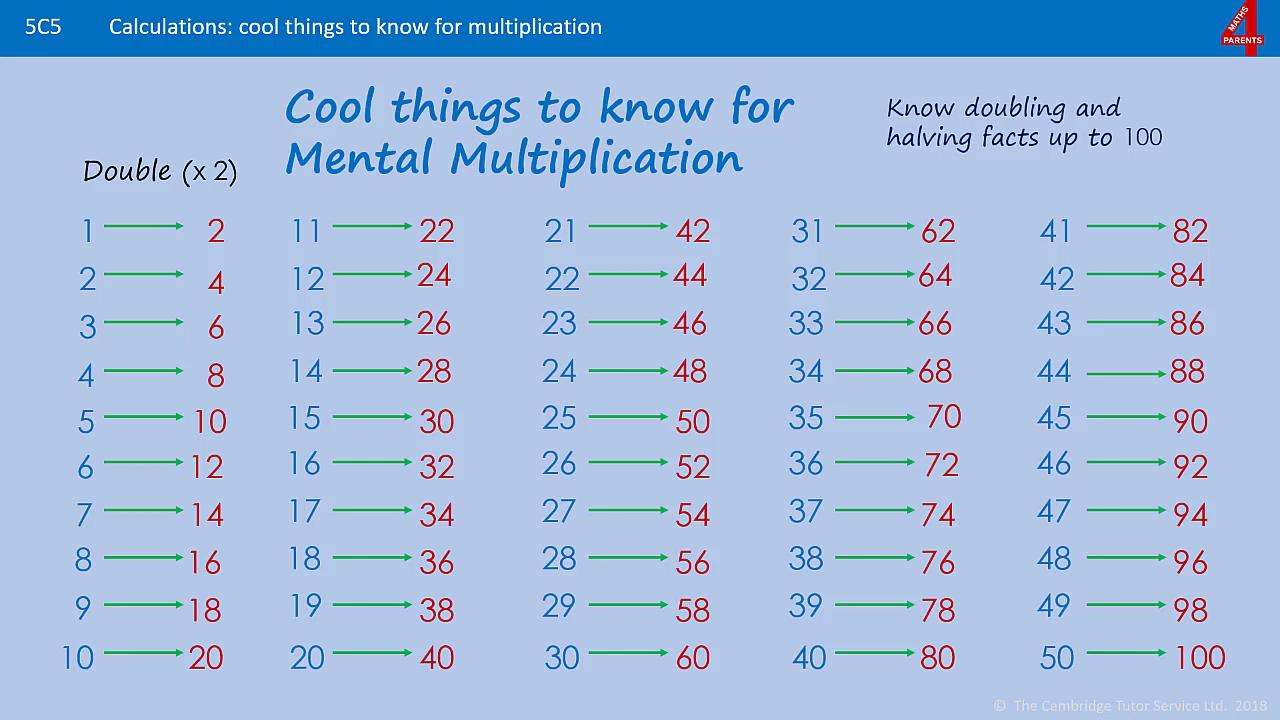 5C5 Calculations: cool things to know for multiplication
MATHS
4
PARENTS
Cool things to know for
Mental Multiplication
Know doubling and
halving facts up to 100
Double (x 2)
1 2 11 22 21 42 31 62 41 82
2 4 12 24 22 44 32 64 42 84
3 6 13 26 23 46 33 66 43 86
4 8 14 28 24 48 34 68 44 88
5 10 15 30 25 50 35 70 45 90
6 12 16 32 26 52 36 72 46 92
7 14 17 34 27 54 37 74 47 94
8 16 18 36 28 56 38 76 48 96
9 18 19 38 29 58 39 78 49 98
10 20 20 40 30 60 40 80 50 100
© The Cambridge Tutor Service Ltd. 2018